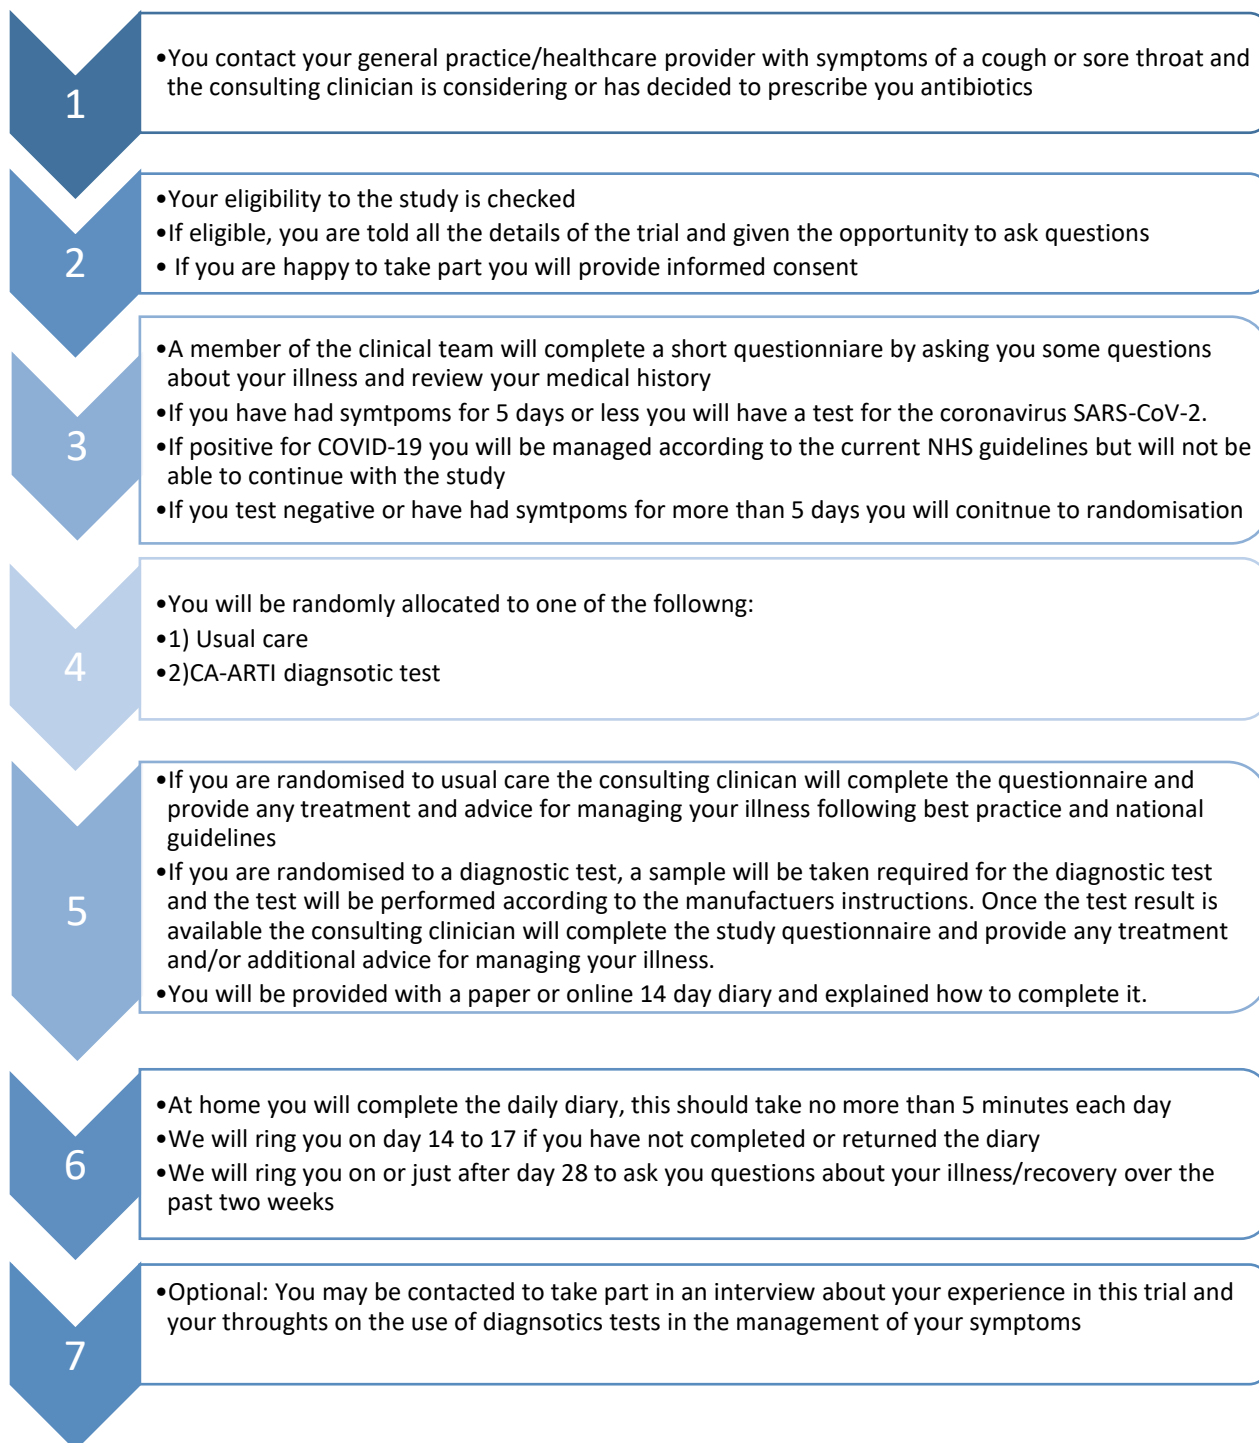 1
•You contact your general practice/healthcare provider with symptoms of a cough or sore throat and
the consulting clinician is considering or has decided to prescribe you antibiotics
2
•Your eligibility to the study is checked
•If eligible, you are told all the details of the trial and given the opportunity to ask questions
• If you are happy to take part you will provide informed consent
3
•A member of the clinical team will complete a short questionniare by asking you some questions
about your illness and review your medical history
•If you have had symtpoms for 5 days or less you will have a test for the coronavirus SARS-CoV-2.
•If positive for COVID-19 you will be managed according to the current NHS guidelines but will not be
able to continue with the study
•If you test negative or have had symtpoms for more than 5 days you will conitnue to randomisation
4
•You will be randomly allocated to one of the followng:
•1) Usual care
•2)CA-ARTI diagnsotic test
5
•If you are randomised to usual care the consulting clinican will complete the questionnaire and
provide any treatment and advice for managing your illness following best practice and national
guidelines
•If you are randomised to a diagnostic test, a sample will be taken required for the diagnostic test
and the test will be performed according to the manufactuers instructions. Once the test result is
available the consulting clinician will complete the study questionnaire and provide any treatment
and/or additional advice for managing your illness.
•You will be provided with a paper or online 14 day diary and explained how to complete it.
6
•At home you will complete the daily diary, this should take no more than 5 minutes each day
•We will ring you on day 14 to 17 if you have not completed or returned the diary
•We will ring you on or just after day 28 to ask you questions about your illness/recovery over the
past two weeks
7
•Optional: You may be contacted to take part in an interview about your experience in this trial and
your throughts on the use of diagnsotics tests in the management of your symptoms